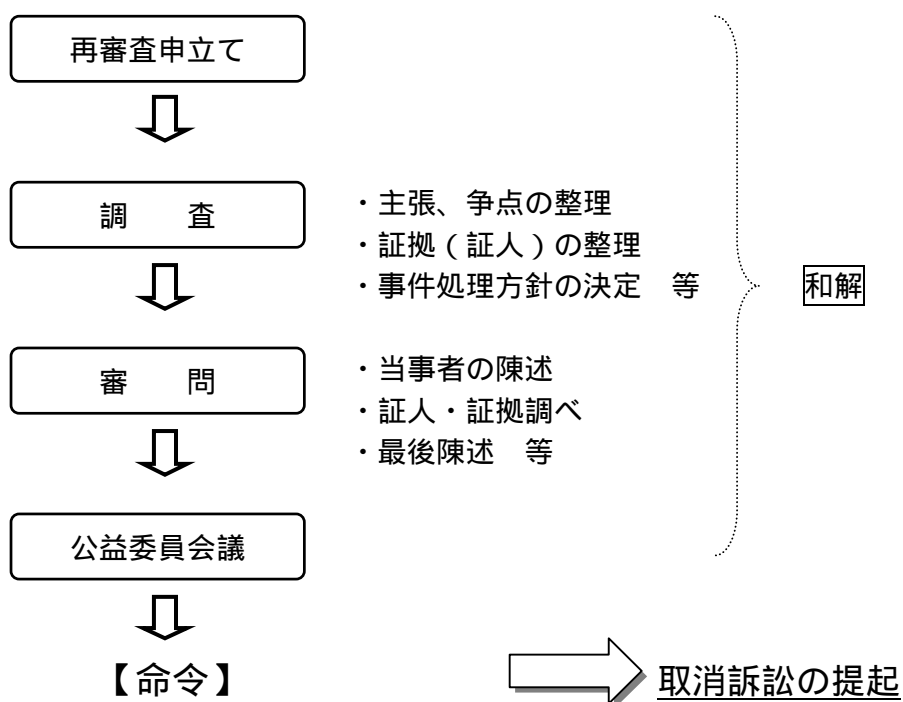 再審査申立て
調　　査
・主張、争点の整理
・証拠（証人）の整理
・事件処理方針の決定　等
和解
審　　問
・当事者の陳述
・証人・証拠調べ
・最後陳述　等
公益委員会議
【命令】
取消訴訟の提起